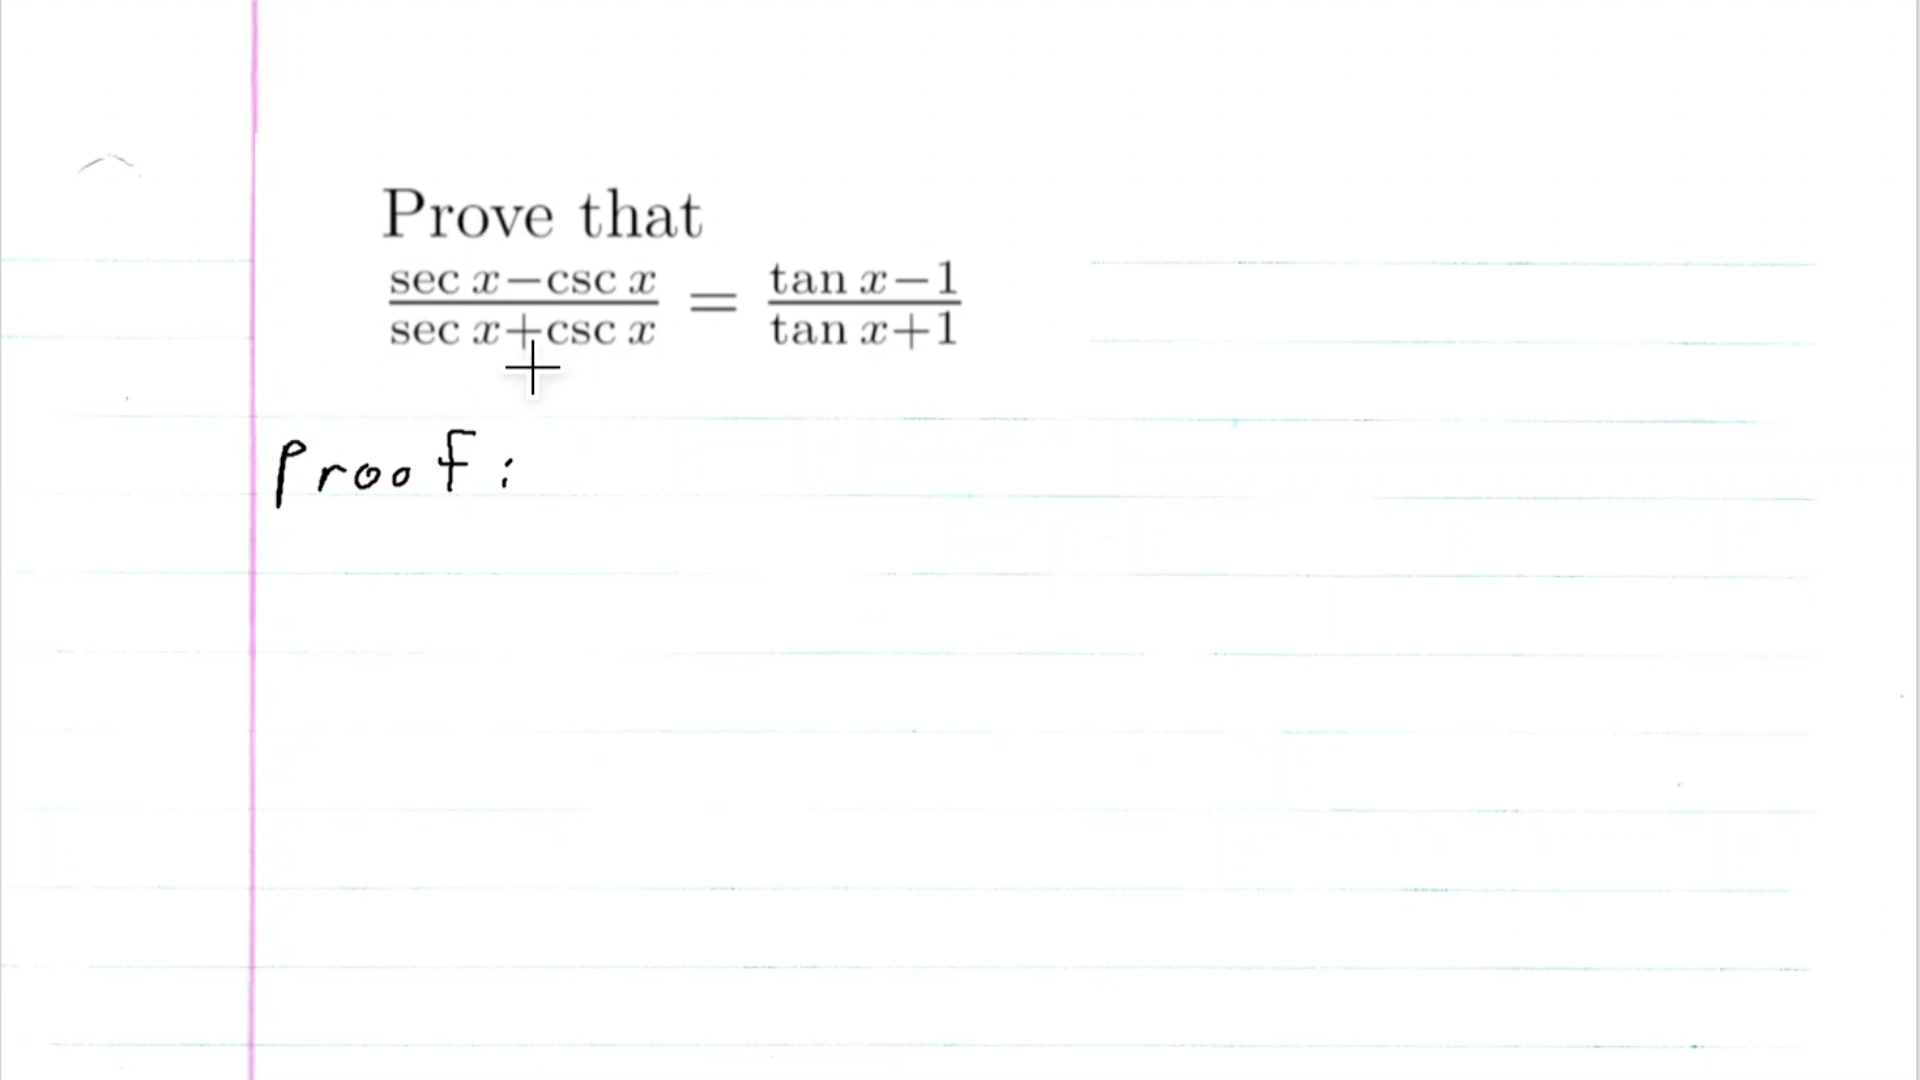 Prove that
sec x−csc x / sec x+csc x = tan x−1 / tan x+1
Proof: